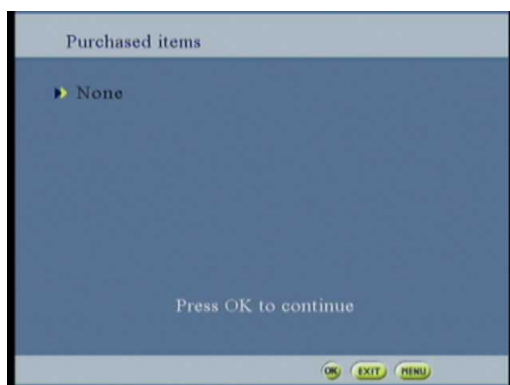 Purchased items
None
Press OK to continue
OK EXIT MENU